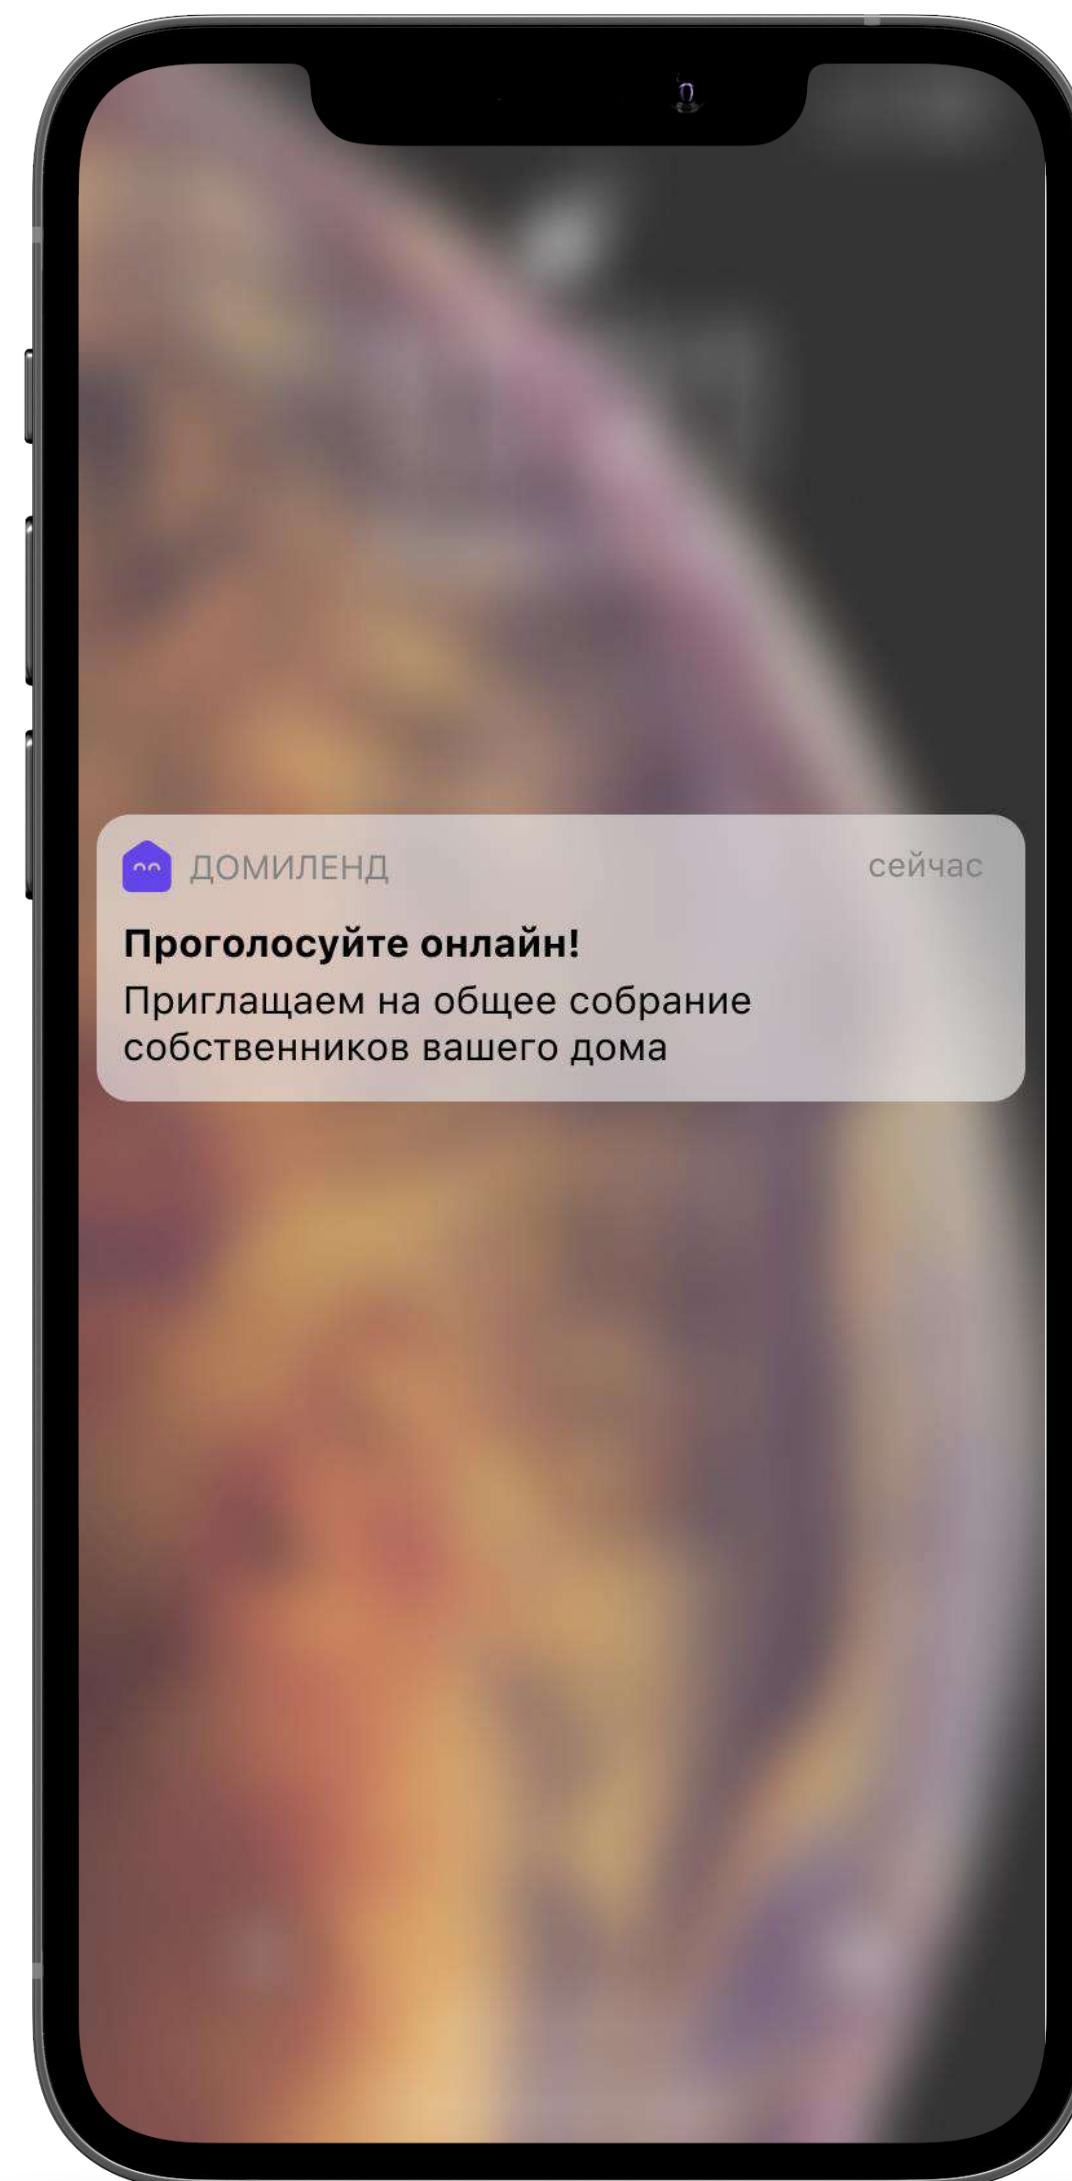 ДОМИЛЕНД
сейчас
Проголосуйте онлайн!
Приглашаем на общее собрание
собственников вашего дома